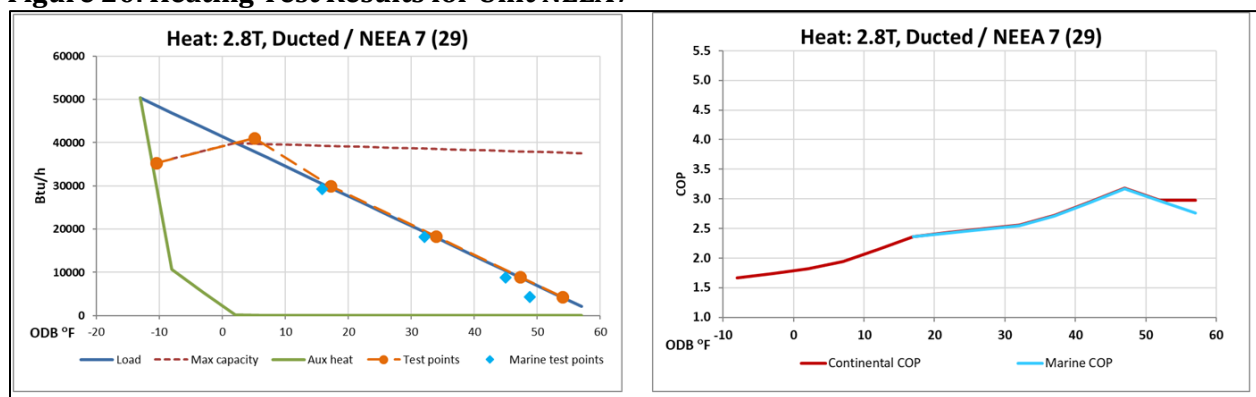 Figure 20. Heating Test Results for Unit NEEA7
Heat: 2.8T, Ducted / NEEA 7 (29)
60000
50000
40000
30000
20000
10000
0
Btu/h
-20 -10 0 10 20 30 40 50 60
ODB °F
Load Max capacity Aux heat Test points Marine test points
Heat: 2.8T, Ducted / NEEA 7 (29)
5.5
5.0
4.5
4.0
3.5
3.0
2.5
2.0
1.5
1.0
COP
-10 0 10 20 30 40 50 60
ODB °F
Continental COP Marine COP